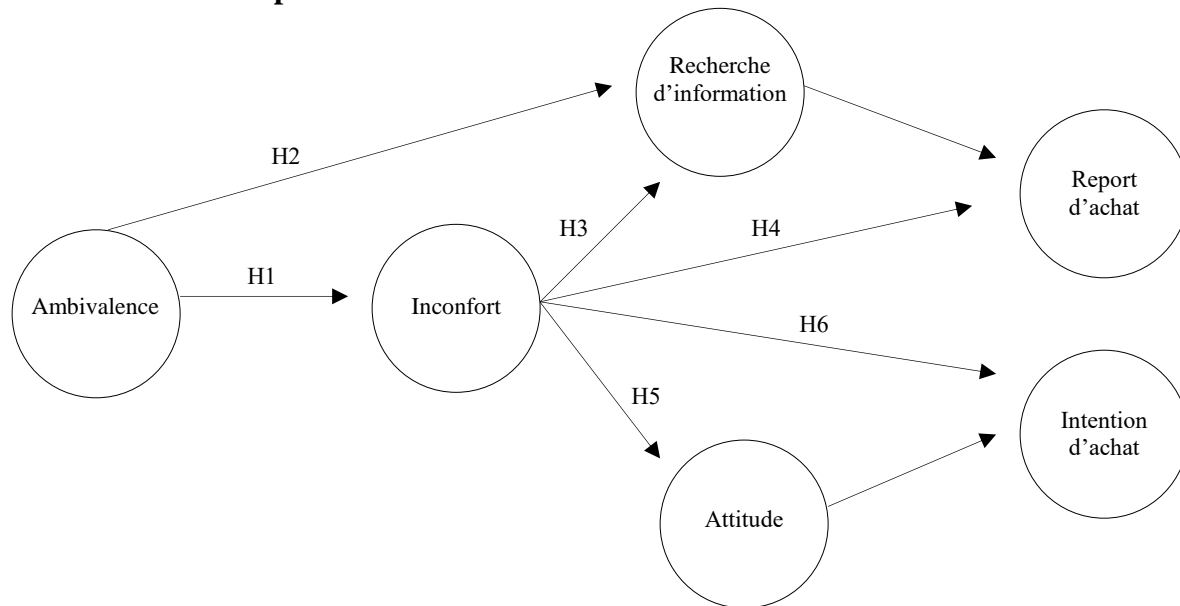 Recherche
d'information
H2
Report
d'achat
H3
H4
H1
Ambivalence
Inconfort
H6
H5
Intention
d'achat
Attitude